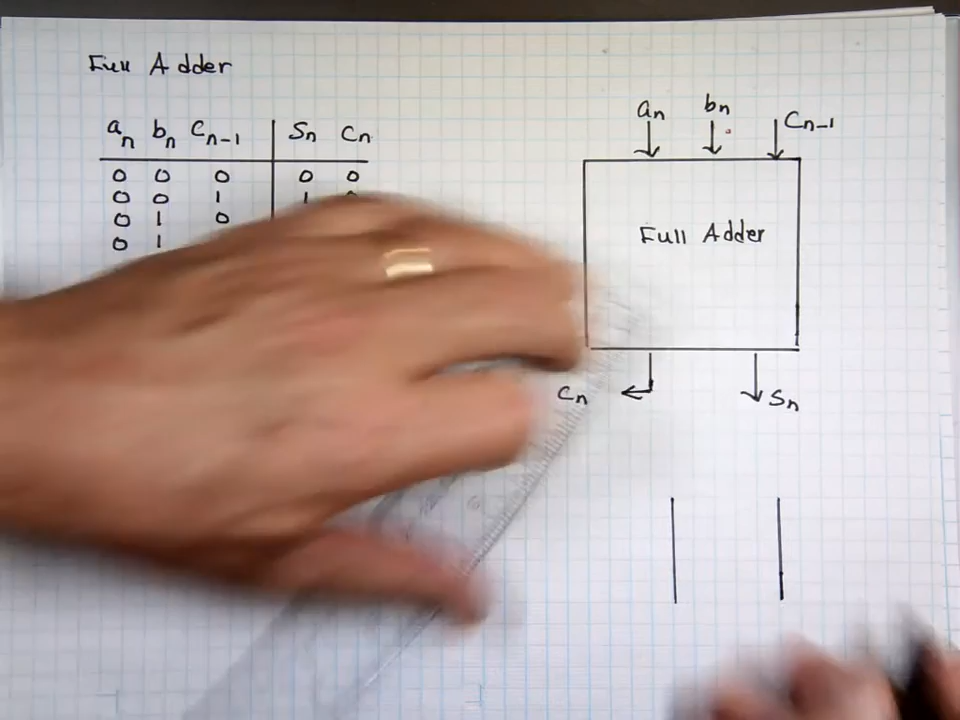 Full Adder
an bn Cn-1 Sn Cn
0 0 0 0 0
0 0 1 1
0 1 0
0 1
an bn Cn-1
Full Adder
Cn Sn